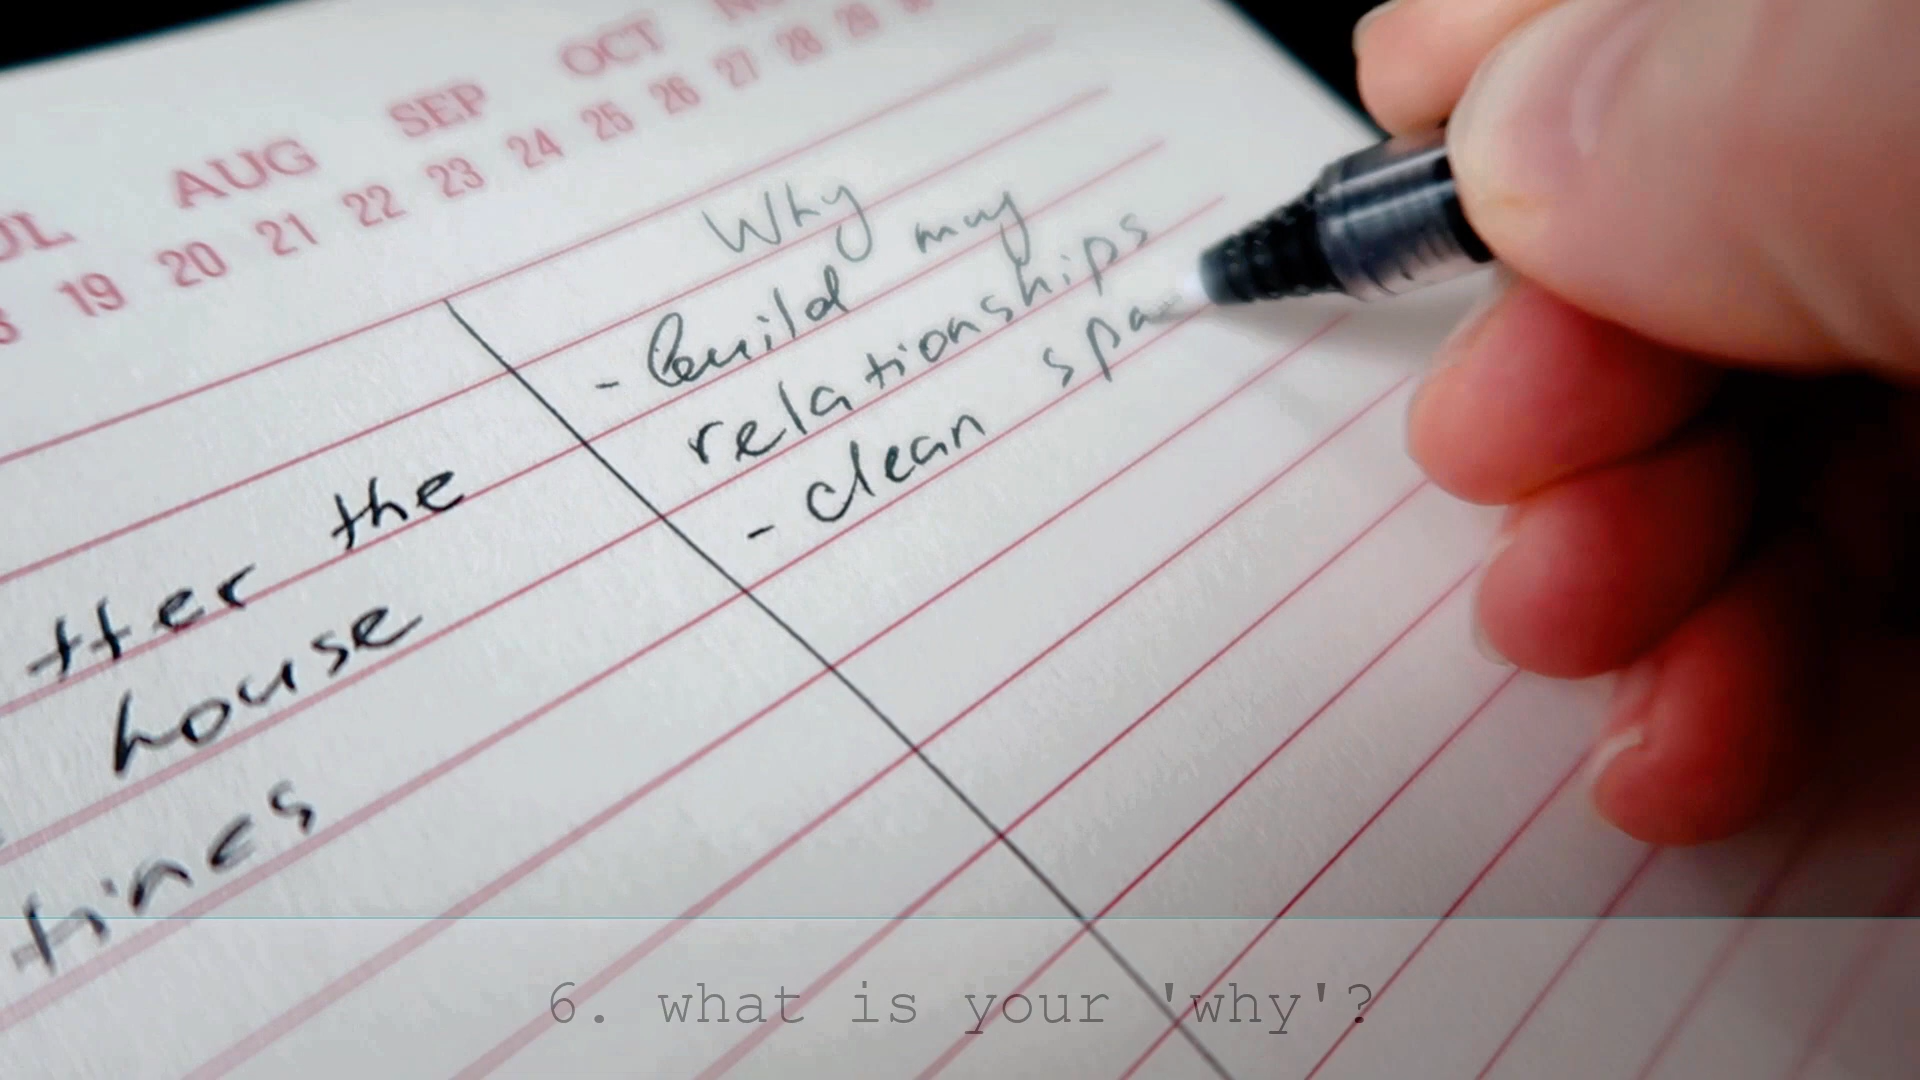 AUG SEP OCT
19 20 21 22 23 24 25 26 27 28 29
Why
- build my
relationships
- clean spa
the
tter
house
tines
6. what is your 'why'?